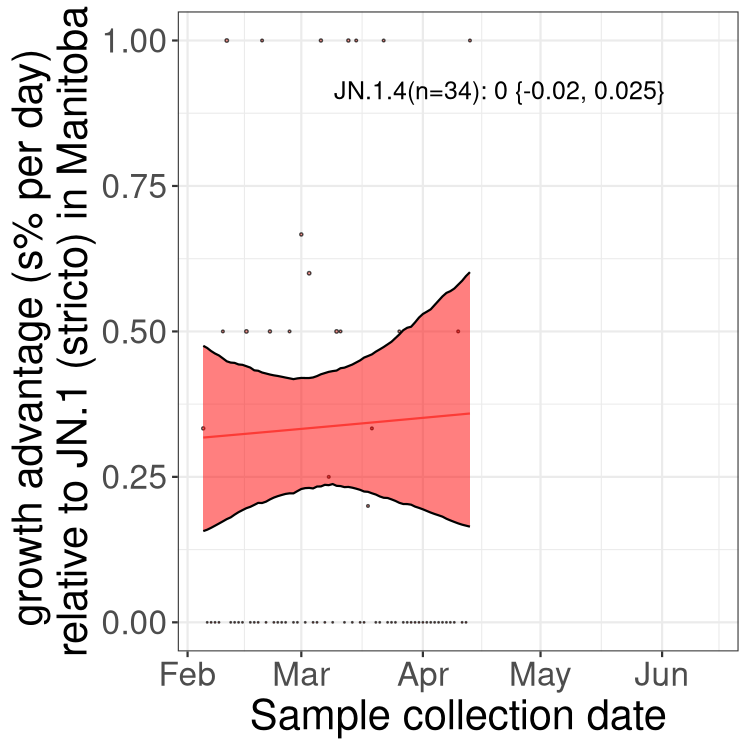 growth advantage (s% per day)
relative to JN.1 (stricto) in Manitoba
1.00
0.75
0.50
0.25
0.00
JN.1.4(n=34): 0 {-0.02, 0.025}
Feb Mar Apr May Jun
Sample collection date